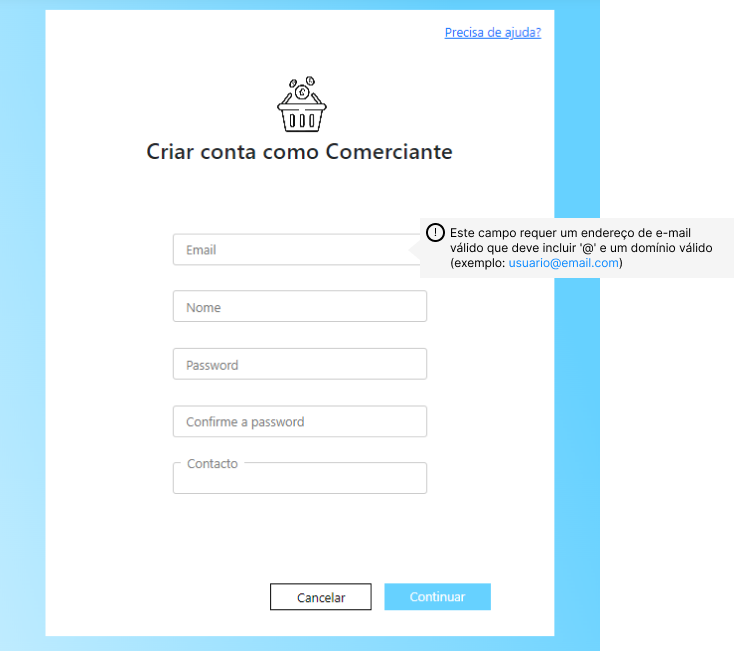 Precisa de ajuda?
Criar conta como Comerciante
Email
Este campo requer um endereço de e-mail
válido que deve incluir '@' e um domínio válido
(exemplo: usuario@email.com)
Nome
Password
Confirme a password
Contacto
Cancelar
Continuar